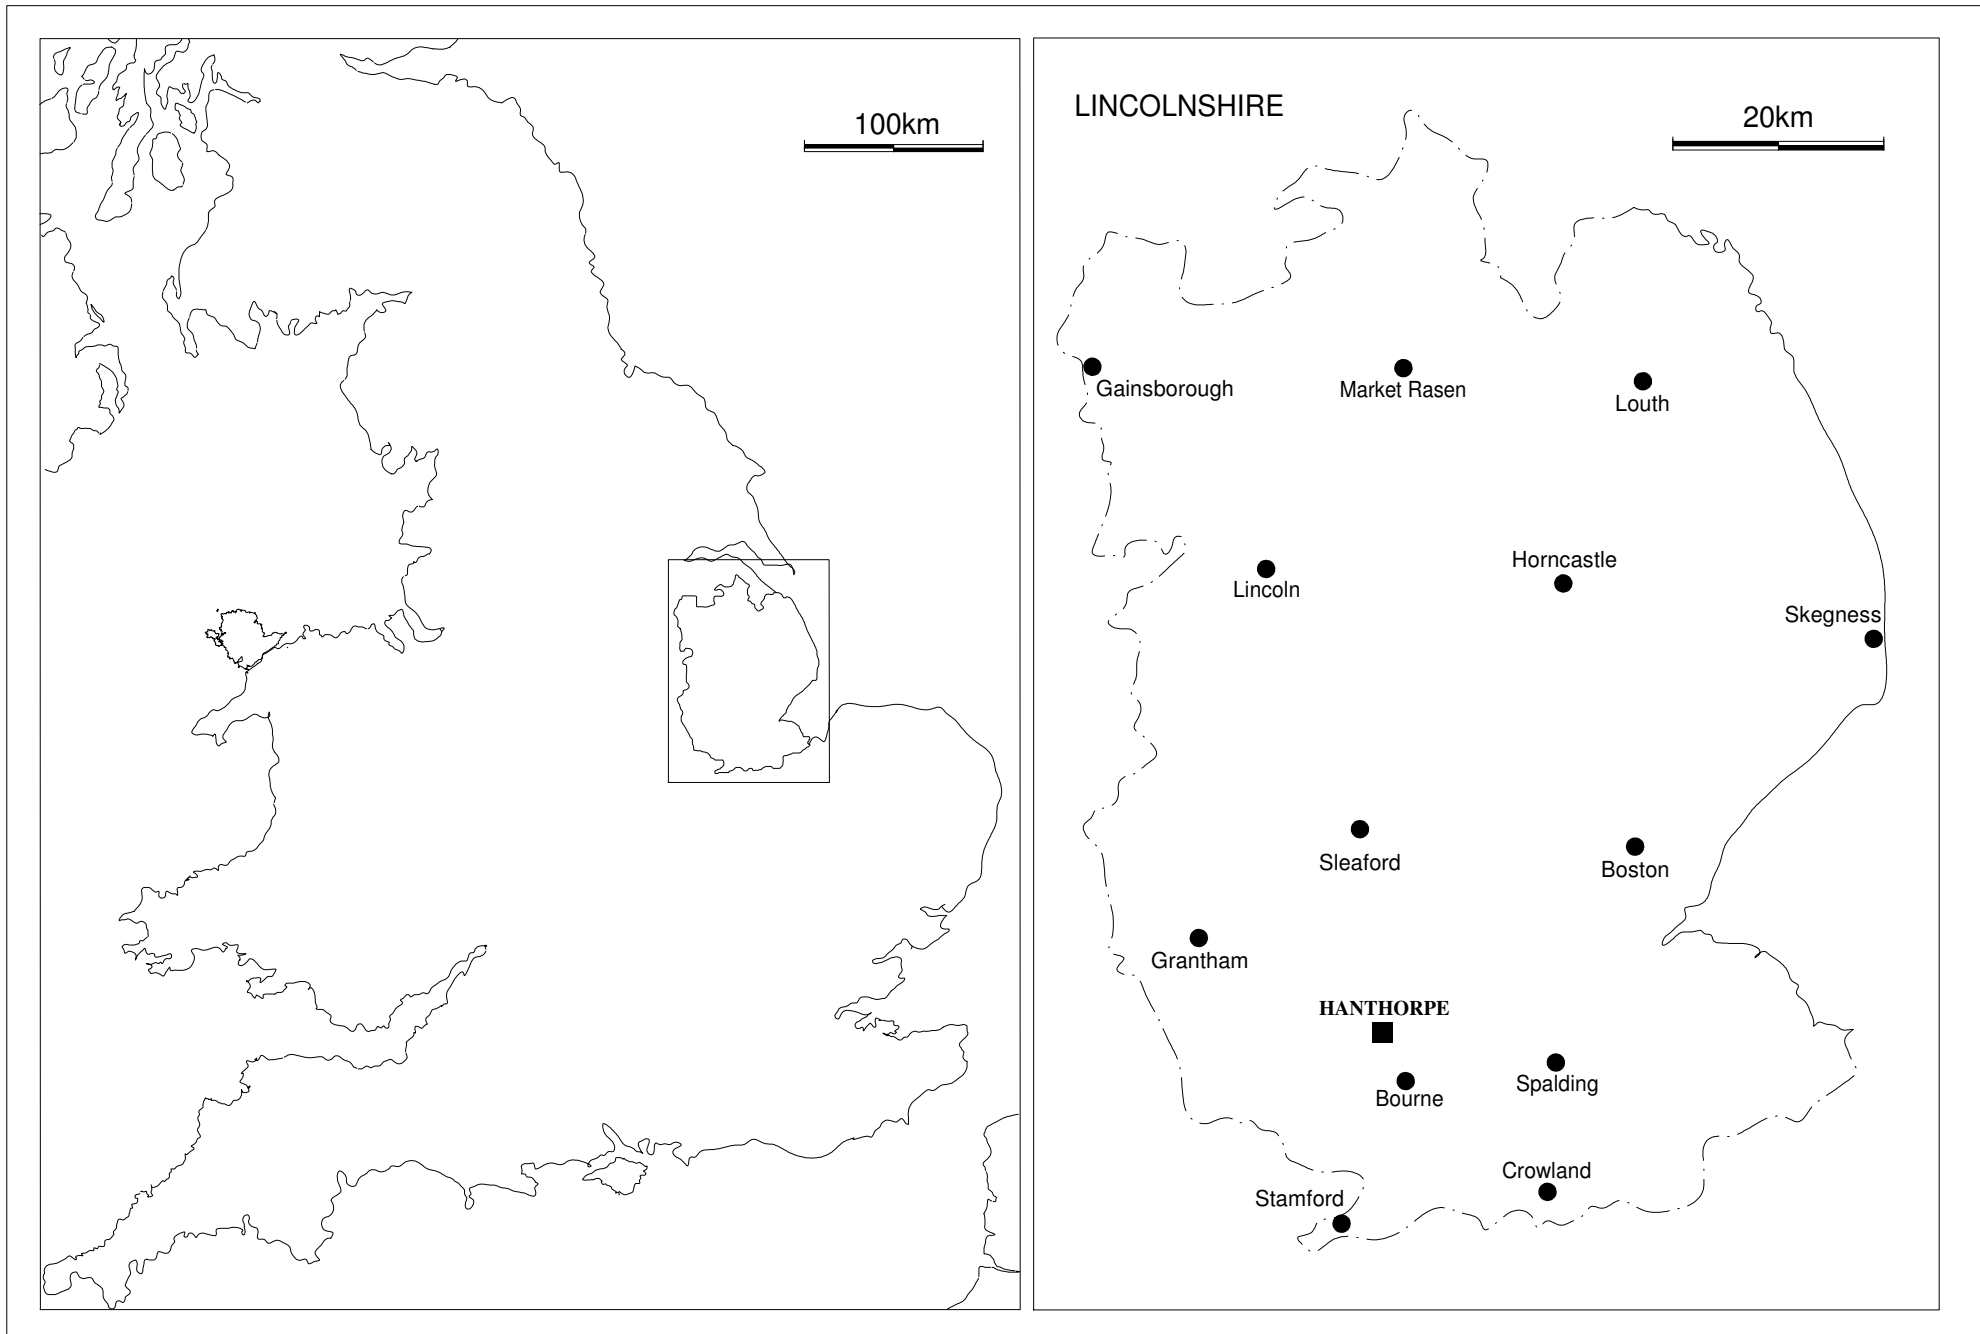 100km
LINCOLNSHIRE
20km
Gainsborough
Market Rasen
Louth
Horncastle
Lincoln
Skegness
Sleaford
Boston
Grantham
HANTHORPE
Spalding
Bourne
Crowland
Stamford